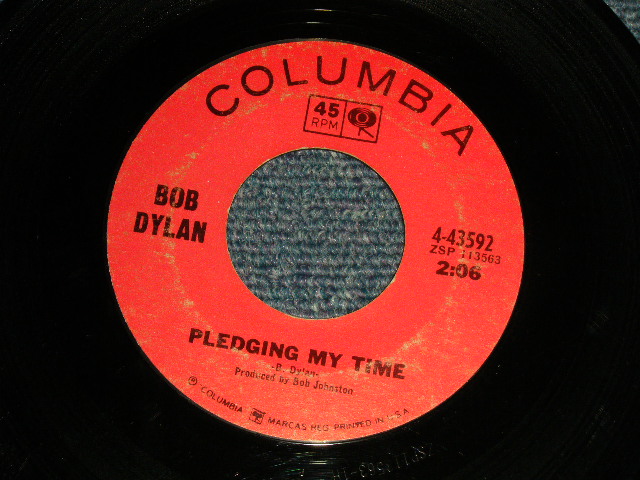 COLUMBIA
45
RPM
BOB
DYLAN
4-43592
ZSP 113563
2:06
PLEDGING MY TIME
-B. Dylan-
Produced by Bob Johnston
℗ COLUMBIA MARCAS REG. PRINTED IN U.S.A.